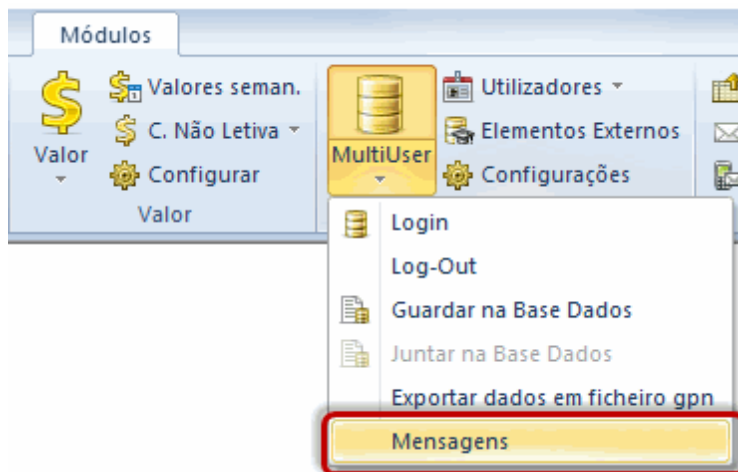 Módulos
Valor
Valores seman.
C. Não Letiva
Configurar
Valor
MultiUser
Utilizadores
Elementos Externos
Configurações
Login
Log-Out
Guardar na Base Dados
Juntar na Base Dados
Exportar dados em ficheiro gpn
Mensagens